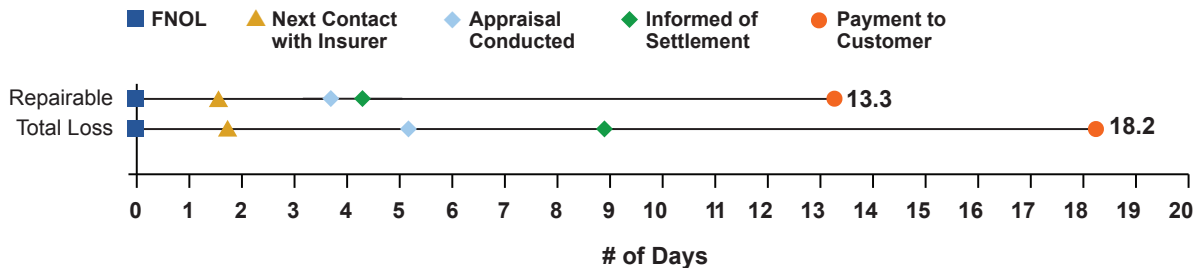 FNOL
Next Contact
with Insurer
Appraisal
Conducted
Informed of
Settlement
Payment to
Customer
Repairable
13.3
Total Loss
18.2
0 1 2 3 4 5 6 7 8 9 10 11 12 13 14 15 16 17 18 19 20
# of Days